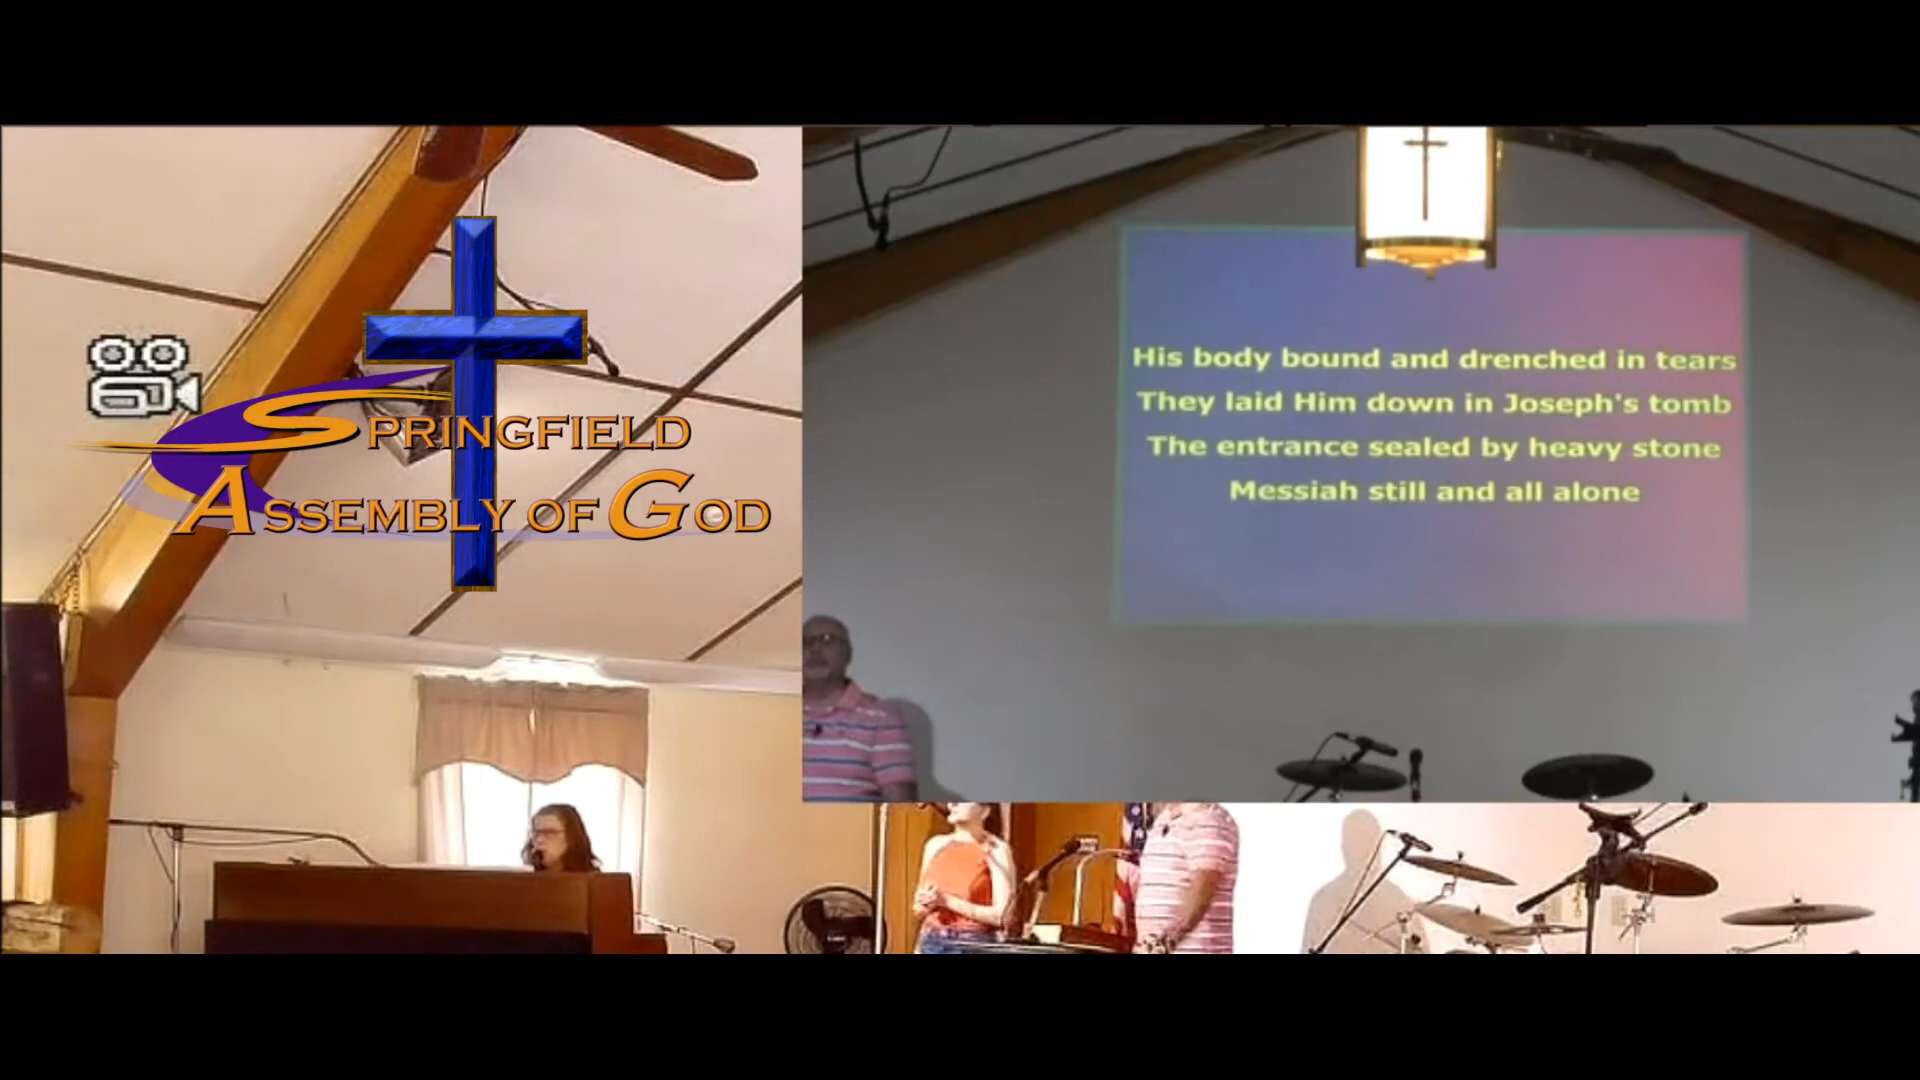 SPRINGFIELD
ASSEMBLY OF GOD
His body bound and drenched in tears
They laid Him down in Joseph's tomb
The entrance sealed by heavy stone
Messiah still and all alone